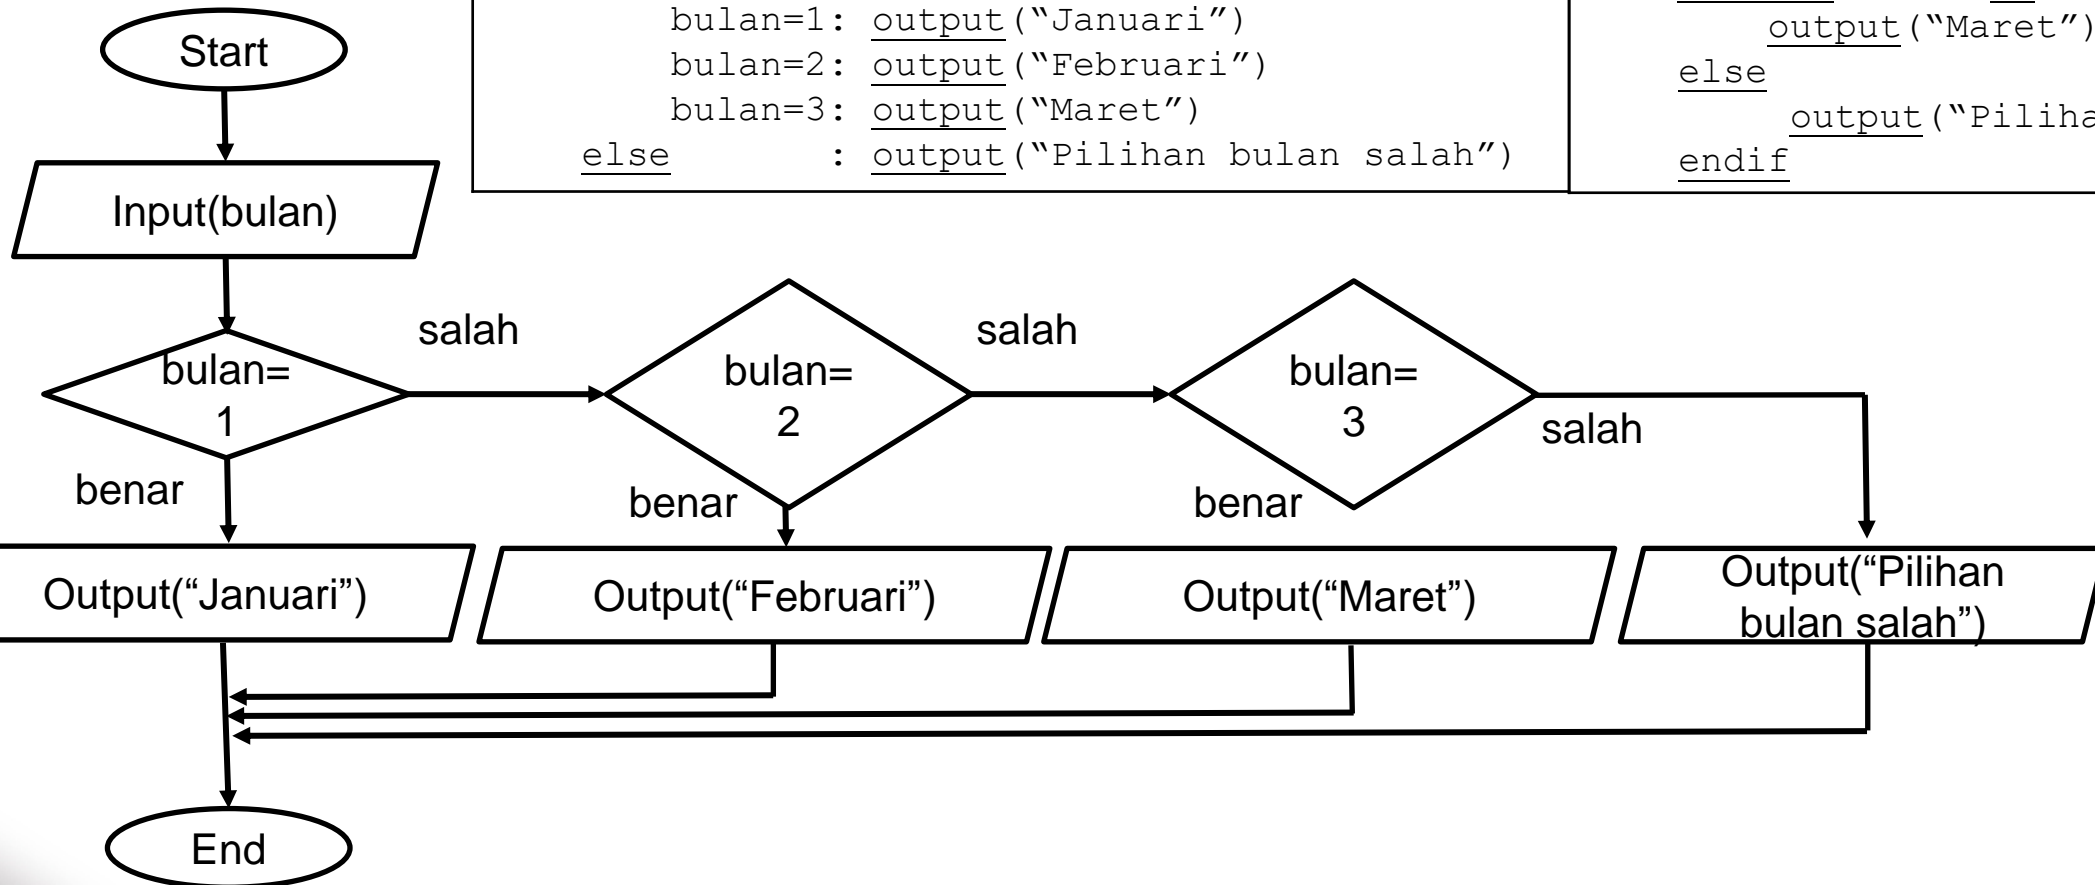 Start
bulan=1: output("Januari")
bulan=2: output("Februari")
bulan=3: output("Maret")
else : output("Pilihan bulan salah")
output("Maret")
else
output("
endif
Input(bulan)
bulan=
1
salah
bulan=
2
salah
bulan=
3
salah
benar
benar
benar
Output(“Januari”)
Output(“Februari”)
Output(“Maret”)
Output(“Pilihan
bulan salah”)
End